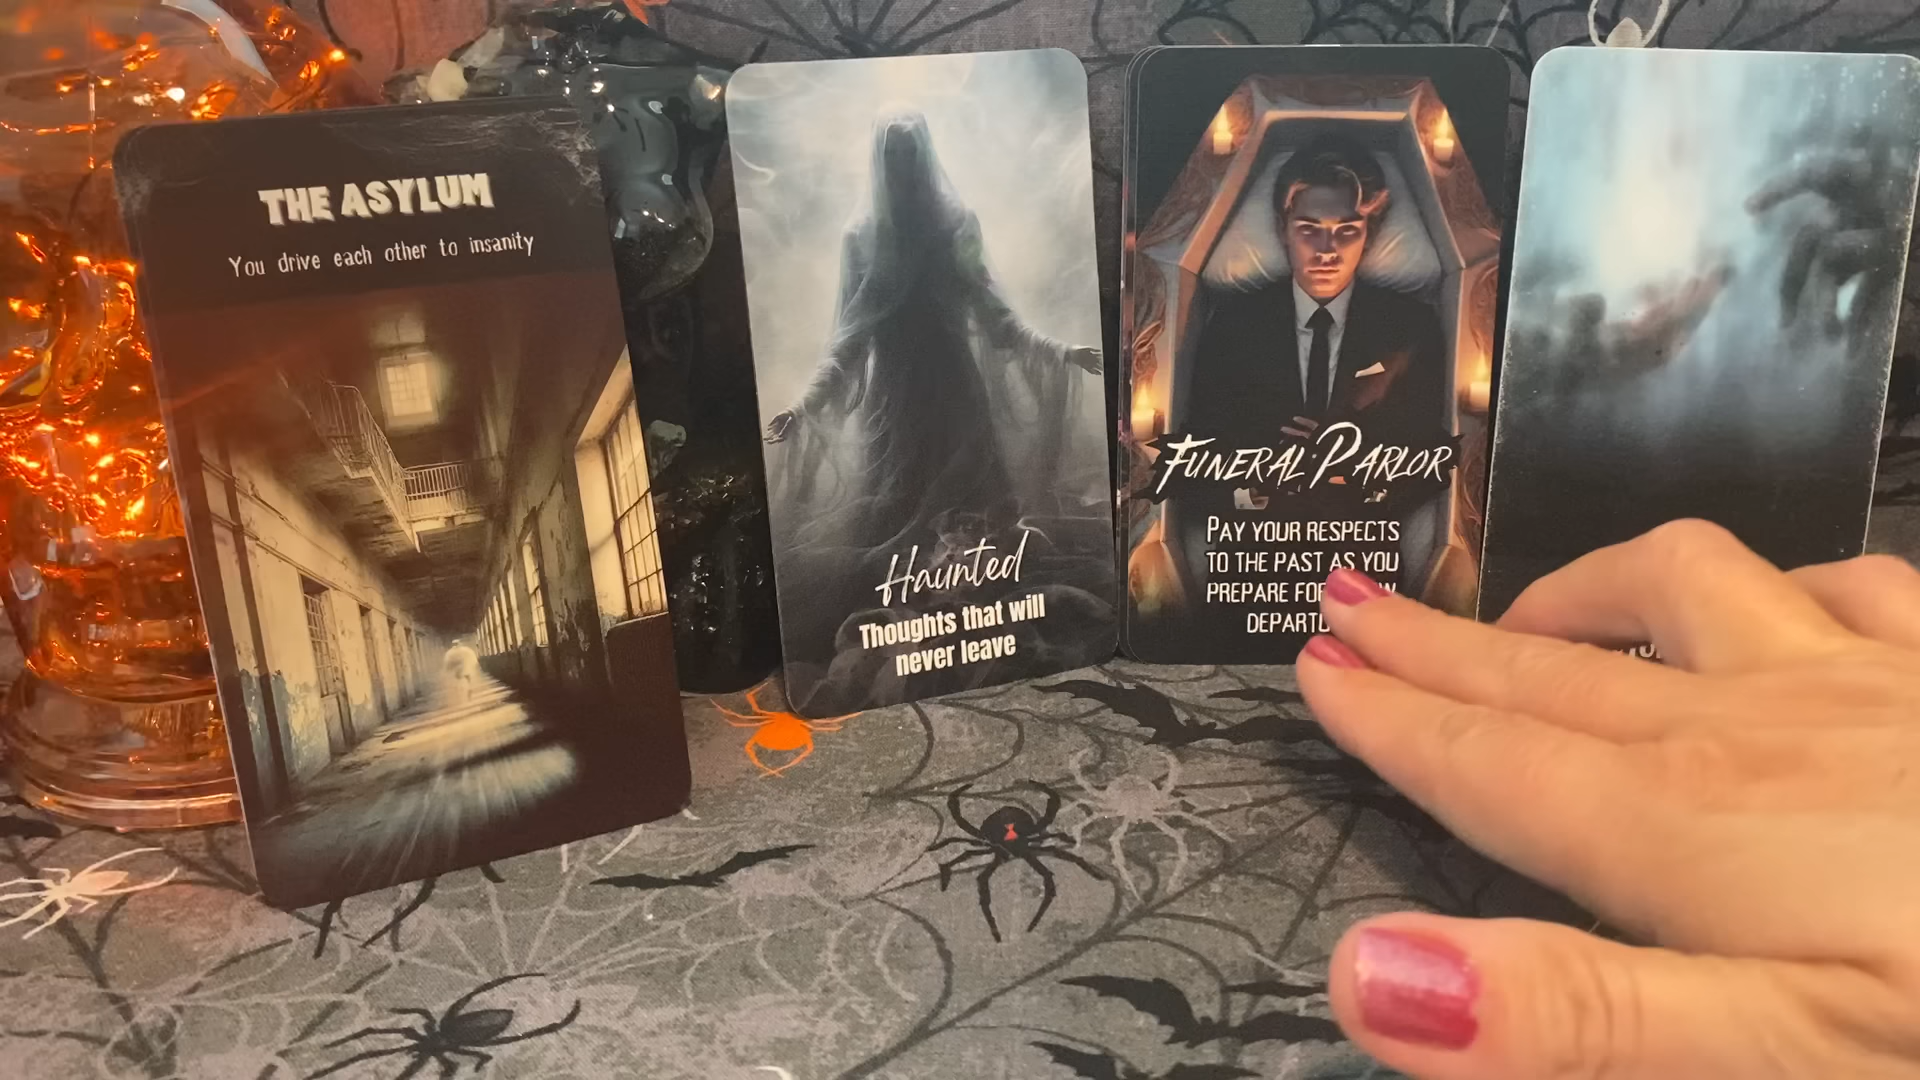 THE ASYLUM
You drive each other to insanity
Haunted
Thoughts that will
never leave
FUNERAL PARLOR
PAY YOUR RESPECTS
TO THE PAST AS YOU
PREPARE